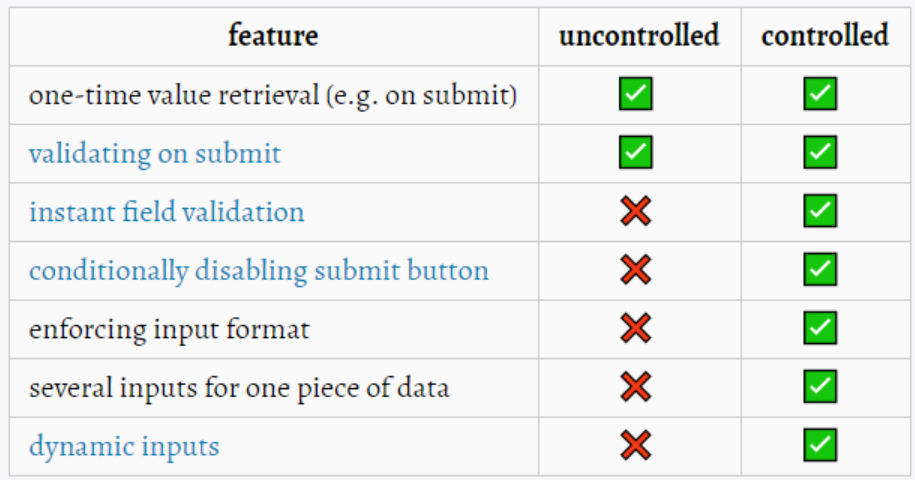 feature uncontrolled controlled
one-time value retrieval (e.g. on submit) ✅ ✅
validating on submit ✅ ✅
instant field validation ❌ ✅
conditionally disabling submit button ❌ ✅
enforcing input format ❌ ✅
several inputs for one piece of data ❌ ✅
dynamic inputs ❌ ✅